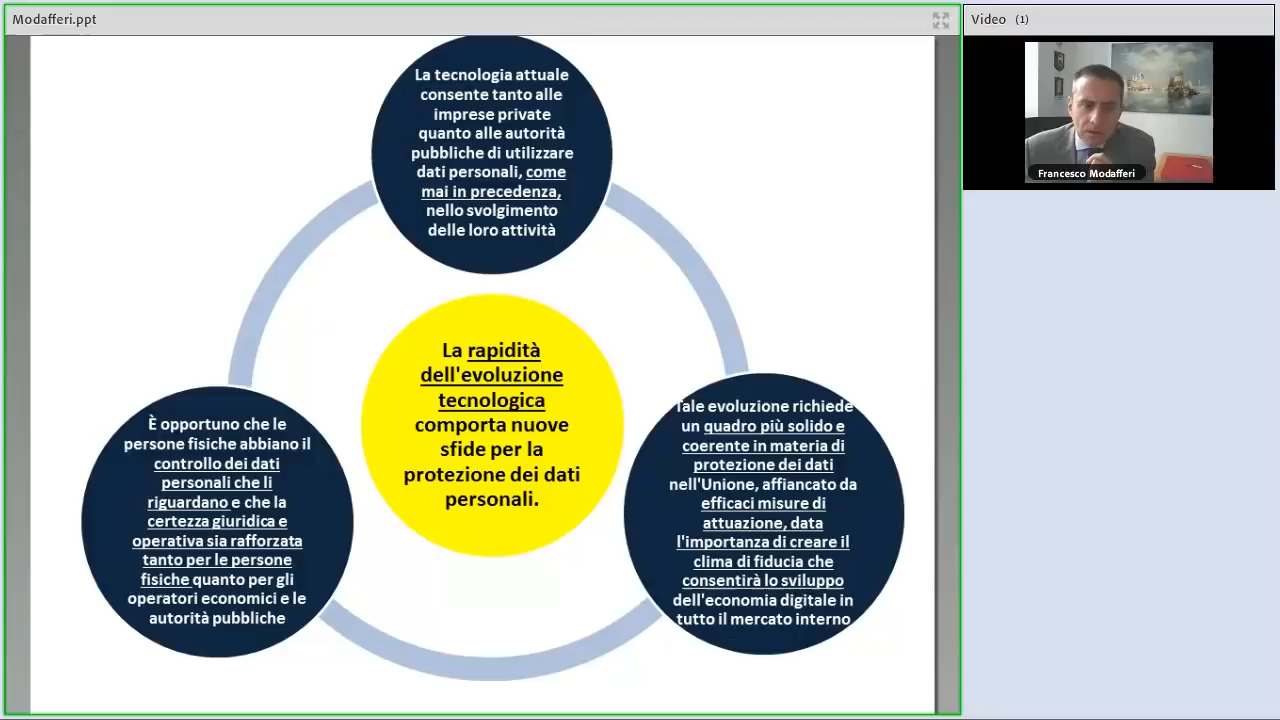 Modafferi.ppt
Video (1)
Francesco Modafferi
La tecnologia attuale
consente tanto alle
imprese private
quanto alle autorità
pubbliche di utilizzare
dati personali, come
mai in precedenza,
nello svolgimento
delle loro attività
La rapidità
dell'evoluzione
tecnologica
comporta nuove
sfide per la
protezione dei dati
personali.
È opportuno che le
persone fisiche abbiano il
controllo dei dati
personali che li
riguardano e che la
certezza giuridica e
operativa sia rafforzata
tanto per le persone
fisiche quanto per gli
operatori economici e le
autorità pubbliche
Tale evoluzione richiede
un quadro più solido e
coerente in materia di
protezione dei dati
nell'Unione, affiancato da
efficaci misure di
attuazione, data
l'importanza di creare il
clima di fiducia che
consentirà lo sviluppo
dell'economia digitale in
tutto il mercato interno